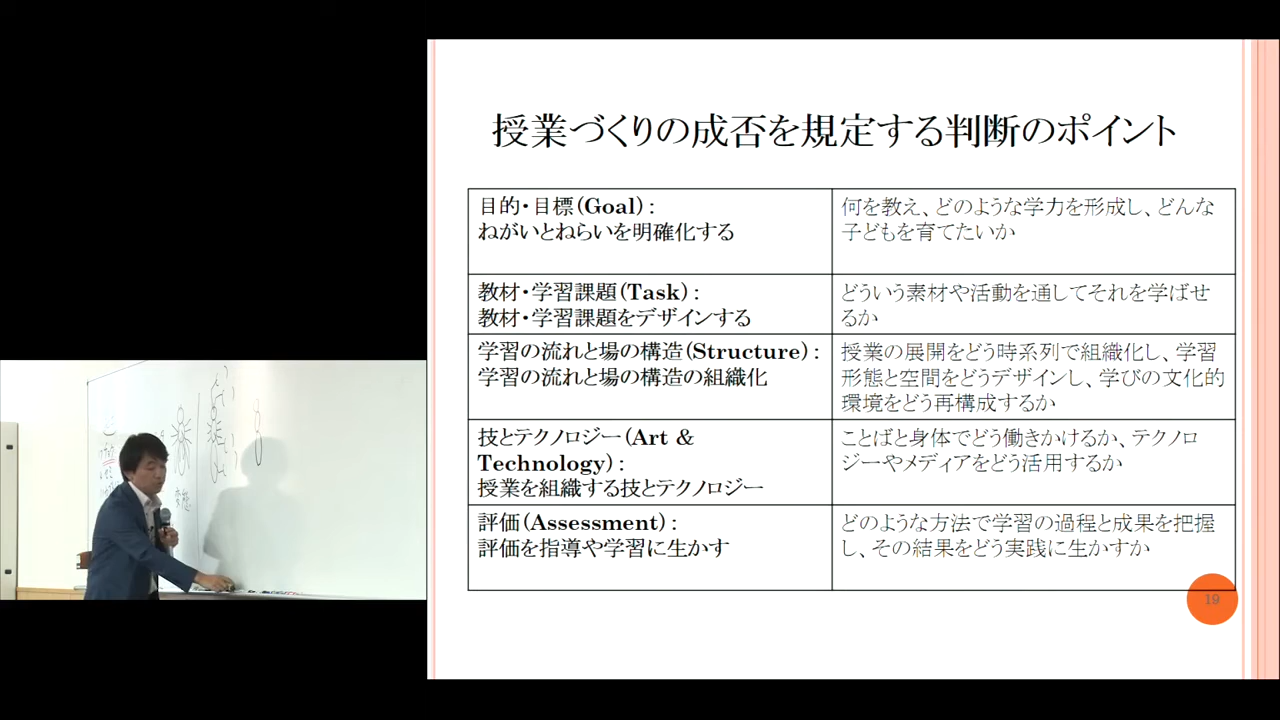 授業づくりの成否を規定する判断のポイント
目的・目標(Goal):
ねがいとねらいを明確化する
何を教え、どのような学力を形成し、どんな
子どもを育てたいか
教材・学習課題(Task):
教材・学習課題をデザインする
どういう素材や活動を通してそれを学ばせ
るか
学習の流れと場の構造(Structure):
学習の流れと場の構造の組織化
授業の展開をどう時系列で組織化し、学習
形態と空間をどうデザインし、学びの文化的
環境をどう再構成するか
技とテクノロジー(Art &
Technology):
授業を組織する技とテクノロジー
ことばと身体でどう働きかけるか、テクノロ
ジーやメディアをどう活用するか
評価(Assessment):
評価を指導や学習に生かす
どのような方法で学習の過程と成果を把握
し、その結果をどう実践に生かすか
19
変態